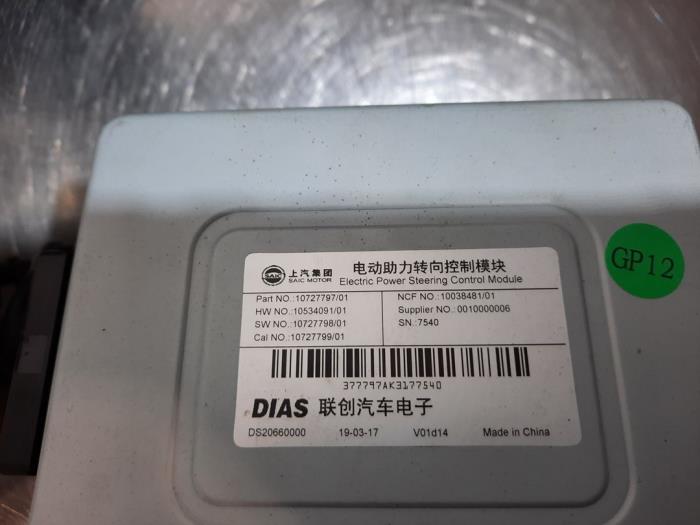 SAIC
上汽集团
SAIC MOTOR
电动助力转向控制模块
Electric Power Steering Control Module
Part NO.:10727797/01
HW NO.:10534091/01
SW NO.:10727798/01
Cal NO.:10727799/01
NCF NO.:10038481/01
Supplier NO.:0010000006
SN.:7540
377797AK3177540
DIAS 联创汽车电子
DS20660000 19-03-17 V01d14 Made in China
GP12